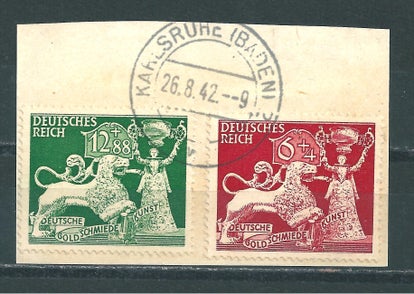 KARLSRUHE (BADEN)
26.8.42.--9
DEUTSCHES
REICH
12+88
DEUTSCHE
GOLDSCHMIEDE
KUNST
DEUTSCHES
REICH
6+4
DEUTSCHE
GOLDSCHMIEDE
KUNST